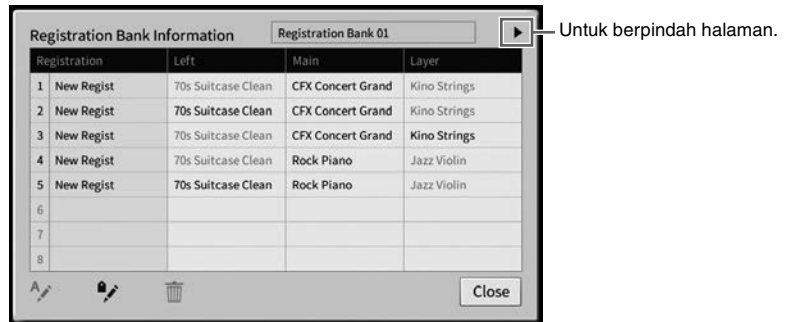 Registration Bank Information Registration Bank 01
Untuk berpindah halaman.
Registration Left Main Layer
1 New Regist 70s Suitcase Clean CFX Concert Grand Kino Strings
2 New Regist 70s Suitcase Clean CFX Concert Grand Kino Strings
3 New Regist 70s Suitcase Clean CFX Concert Grand Kino Strings
4 New Regist 70s Suitcase Clean Rock Piano Jazz Violin
5 New Regist 70s Suitcase Clean Rock Piano Jazz Violin
6
7
8
A Close